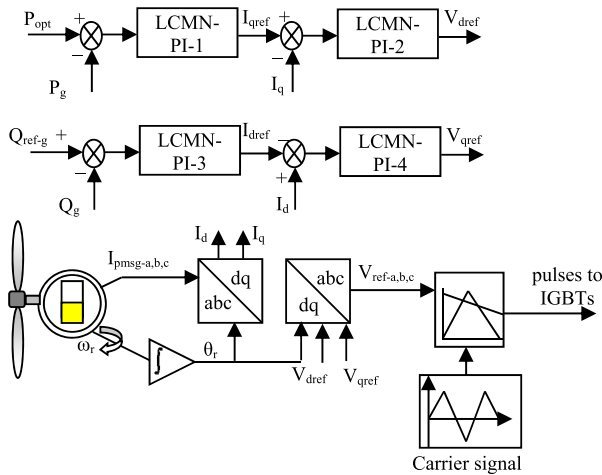 P_opt + − P_g
LCMN-
PI-1
I_qref + − I_q
LCMN-
PI-2
V_dref
Q_ref-g + − Q_g
LCMN-
PI-3
I_dref − + I_d
LCMN-
PI-4
V_qref
I_d I_q
I_pmsg-a,b,c
dq
abc
abc
dq
V_ref-a,b,c
pulses to
IGBTs
ω_r
∫
θ_r
V_dref
V_qref
Carrier signal